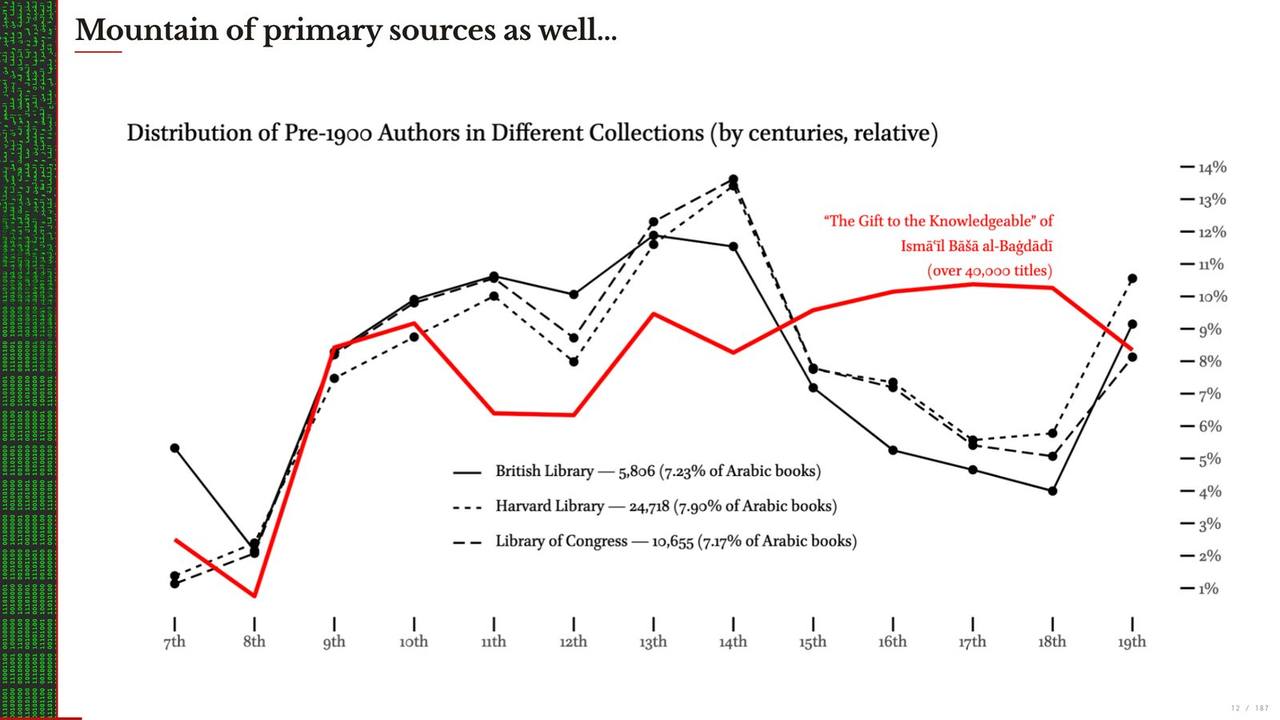 Mountain of primary sources as well...
Distribution of Pre-1900 Authors in Different Collections (by centuries, relative)
14%
13%
12%
11%
10%
9%
8%
7%
6%
5%
4%
3%
2%
1%
“The Gift to the Knowledgeable” of
Ismāʿīl Bāšā al-Baġdādī
(over 40,000 titles)
British Library — 5,806 (7.23% of Arabic books)
Harvard Library — 24,718 (7.90% of Arabic books)
Library of Congress — 10,655 (7.17% of Arabic books)
7th 8th 9th 10th 11th 12th 13th 14th 15th 16th 17th 18th 19th
12 / 187